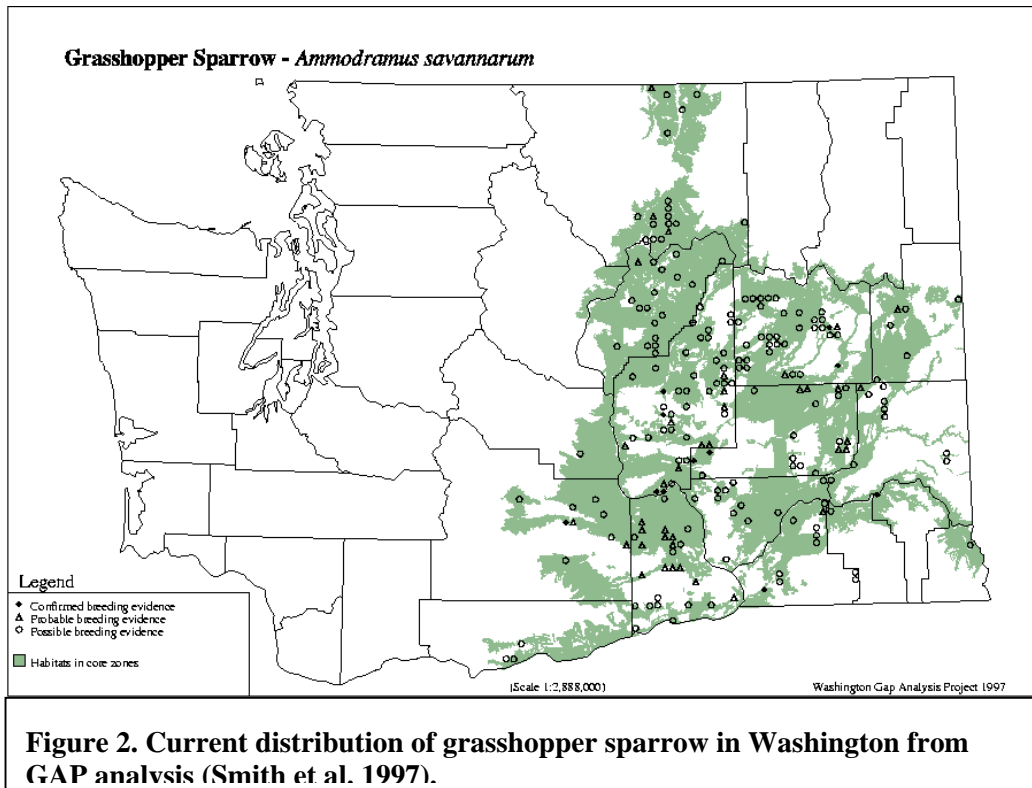 Grasshopper Sparrow - Ammodramus savannarum
Legend
Confirmed breeding evidence
Probable breeding evidence
Possible breeding evidence
Habitats in core zones
(Scale 1:2,888,000)
Washington Gap Analysis Project 1997
Figure 2. Current distribution of grasshopper sparrow in Washington from
GAP analysis (Smith et al. 1997).